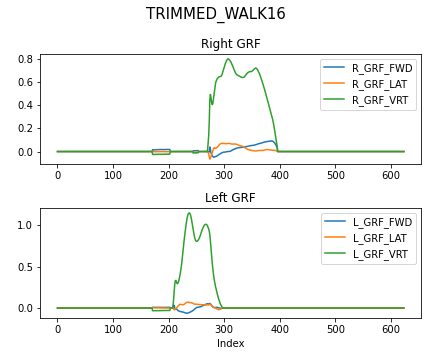 TRIMMED_WALK16
Right GRF
0.8
0.6
0.4
0.2
0.0
R_GRF_FWD
R_GRF_LAT
R_GRF_VRT
0 100 200 300 400 500 600
Left GRF
1.0
0.5
0.0
L_GRF_FWD
L_GRF_LAT
L_GRF_VRT
0 100 200 300 400 500 600
Index